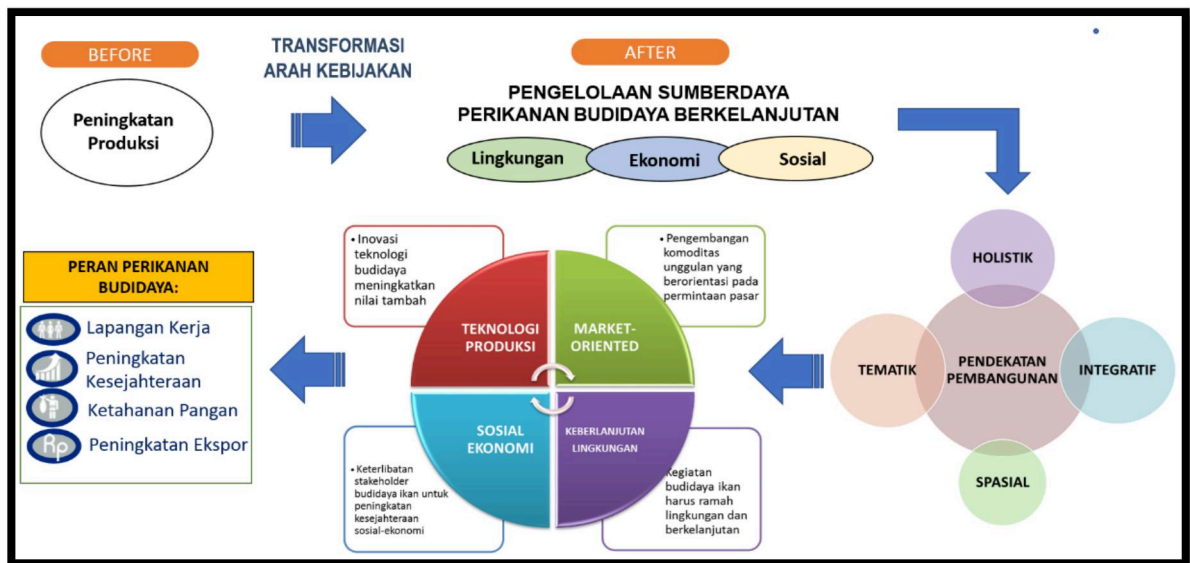 BEFORE
Peningkatan
Produksi
TRANSFORMASI
ARAH KEBIJAKAN
AFTER
PENGELOLAAN SUMBERDAYA
PERIKANAN BUDIDAYA BERKELANJUTAN
Lingkungan
Ekonomi
Sosial
HOLISTIK
TEMATIK
PENDEKATAN
PEMBANGUNAN
INTEGRATIF
SPASIAL
• Inovasi
teknologi
budidaya
meningkatkan
nilai tambah
• Pengembangan
komoditas
unggulan yang
berorientasi pada
permintaan pasar
TEKNOLOGI
PRODUKSI
MARKET-
ORIENTED
SOSIAL
EKONOMI
KEBERLANJUTAN
LINGKUNGAN
• Keterlibatan
stakeholder
budidaya ikan untuk
peningkatan
kesejahteraan
sosial-ekonomi
Kegiatan
budidaya ikan
harus ramah
lingkungan dan
berkelanjutan
PERAN PERIKANAN
BUDIDAYA:
Lapangan Kerja
Peningkatan
Kesejahteraan
Ketahanan Pangan
Rp
Peningkatan Ekspor